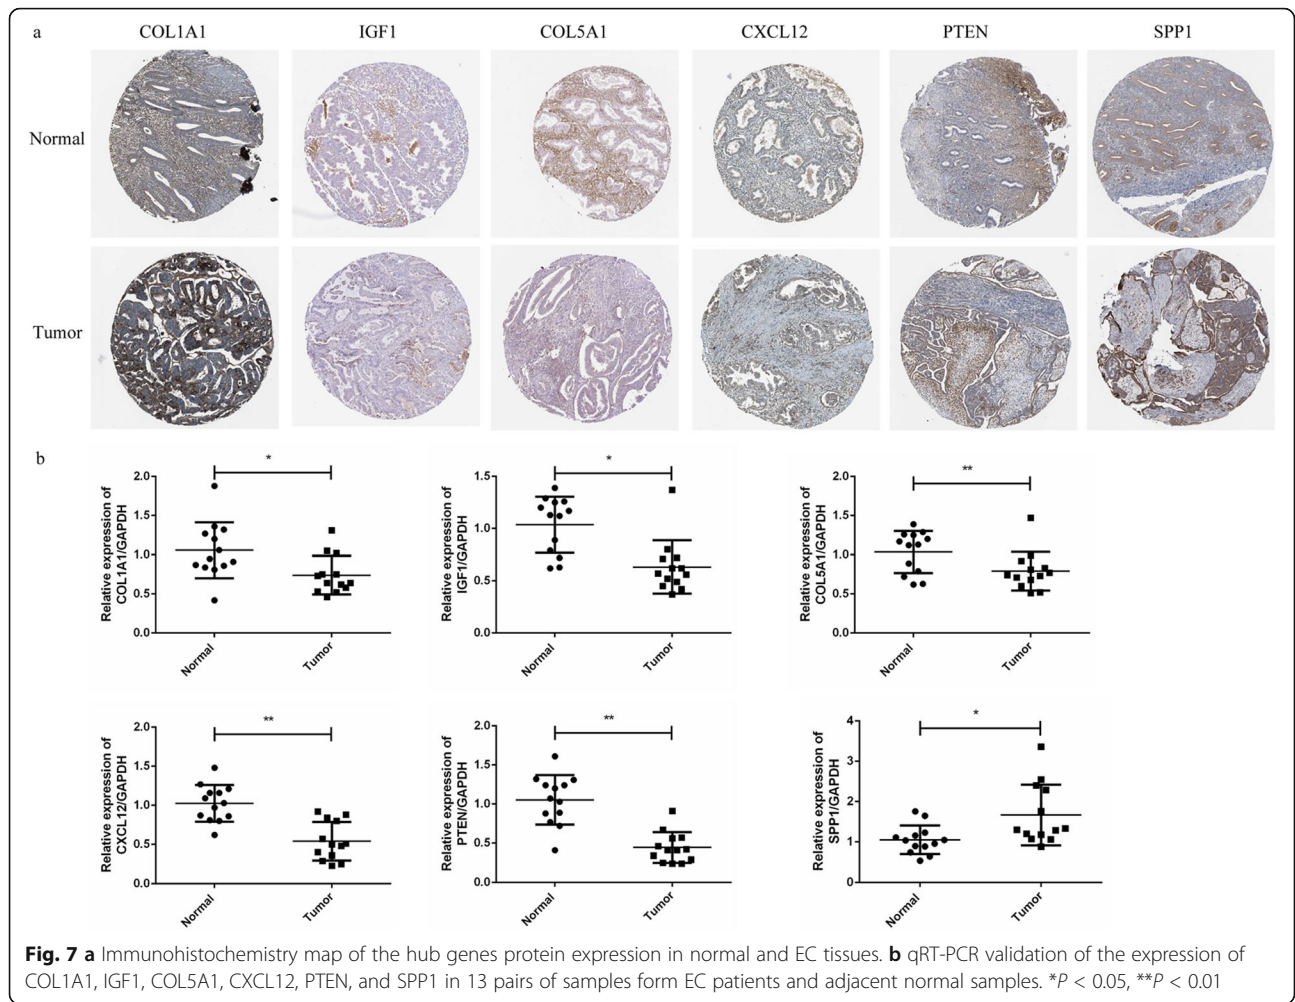 a
COL1A1 IGF1 COL5A1 CXCL12 PTEN SPP1
Normal
Tumor
b
Relative expression of
COL1A1/GAPDH
2.0
1.5
1.0
0.5
0.0
*
Normal
Tumor
Relative expression of
IGF1/GAPDH
1.5
1.0
0.5
0.0
*
Normal
Tumor
Relative expression of
COL5A1/GAPDH
2.0
1.5
1.0
0.5
0.0
**
Normal
Tumor
Relative expression of
CXCL12/GAPDH
2.0
1.5
1.0
0.5
0.0
**
Normal
Tumor
Relative expression of
PTEN/GAPDH
2.0
1.5
1.0
0.5
0.0
**
Normal
Tumor
Relative expression of
SPP1/GAPDH
4
3
2
1
0
*
Normal
Tumor
Fig. 7 a Immunohistochemistry map of the hub genes protein expression in normal and EC tissues. b qRT-PCR validation of the expression of
COL1A1, IGF1, COL5A1, CXCL12, PTEN, and SPP1 in 13 pairs of samples form EC patients and adjacent normal samples. *P < 0.05, **P < 0.01